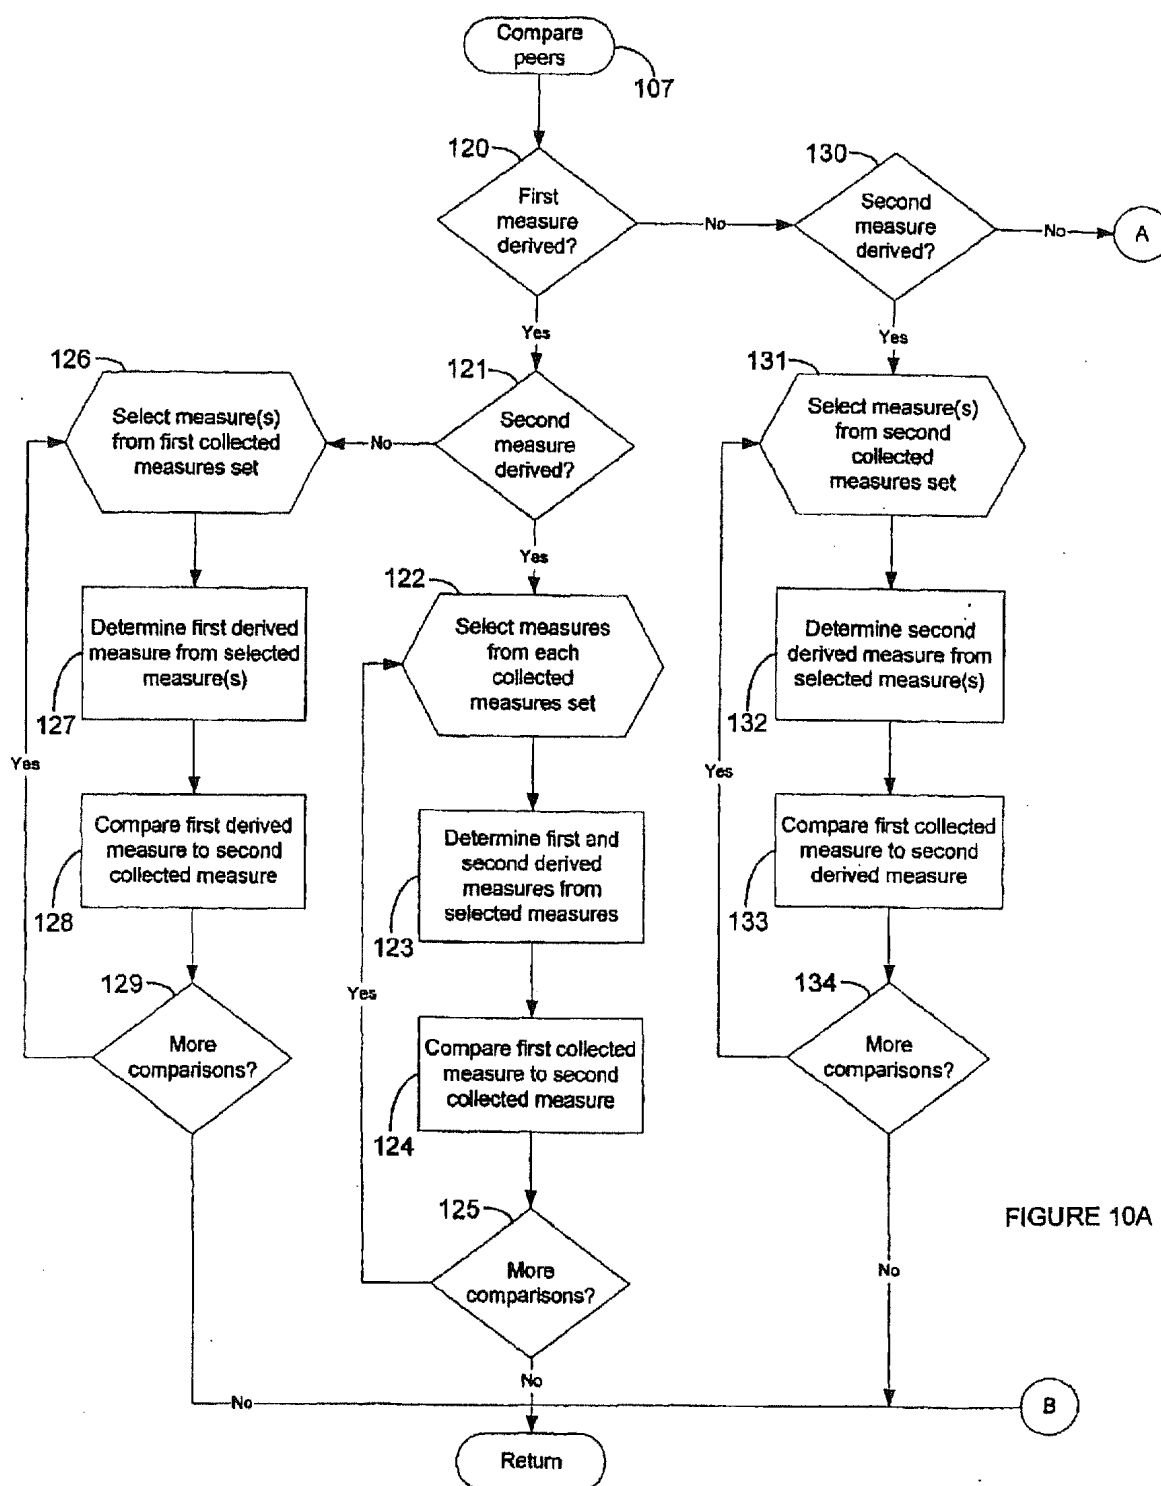 Compare
peers
107
120
First
measure
derived?
No
130
Second
measure
derived?
No
A
Yes
Yes
126
Select measure(s)
from first collected
measures set
No
121
Second
measure
derived?
131
Select measure(s)
from second
collected
measures set
Yes
122
Select measures
from each
collected
measures set
Determine first derived
measure from selected
measure(s)
127
Determine second
derived measure from
selected measure(s)
132
Yes
Yes
Compare first derived
measure to second
collected measure
128
Determine first and
second derived
measures from
selected measures
123
Compare first collected
measure to second
derived measure
133
129
More
comparisons?
Yes
Compare first collected
measure to second
collected measure
124
134
More
comparisons?
125
More
comparisons?
FIGURE 10A
No
No
No
B
Return